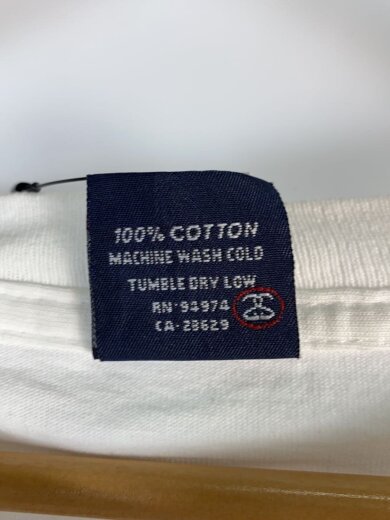 100% COTTON
MACHINE WASH COLD
TUMBLE DRY LOW
RN-94974
CA-28629